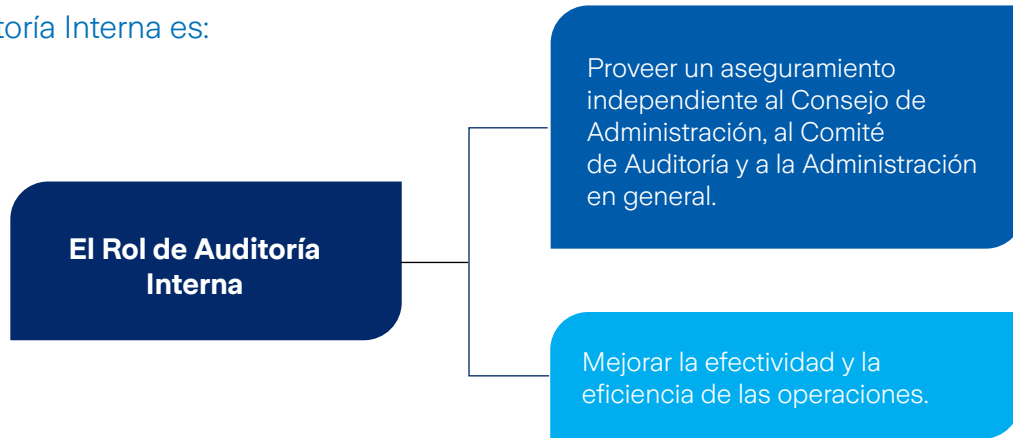 Interna es:
Proveer un aseguramiento
independiente al Consejo de
Administración, al Comité
de Auditoría y a la Administración
en general.
El Rol de Auditoría
Interna
Mejorar la efectividad y la
eficiencia de las operaciones.